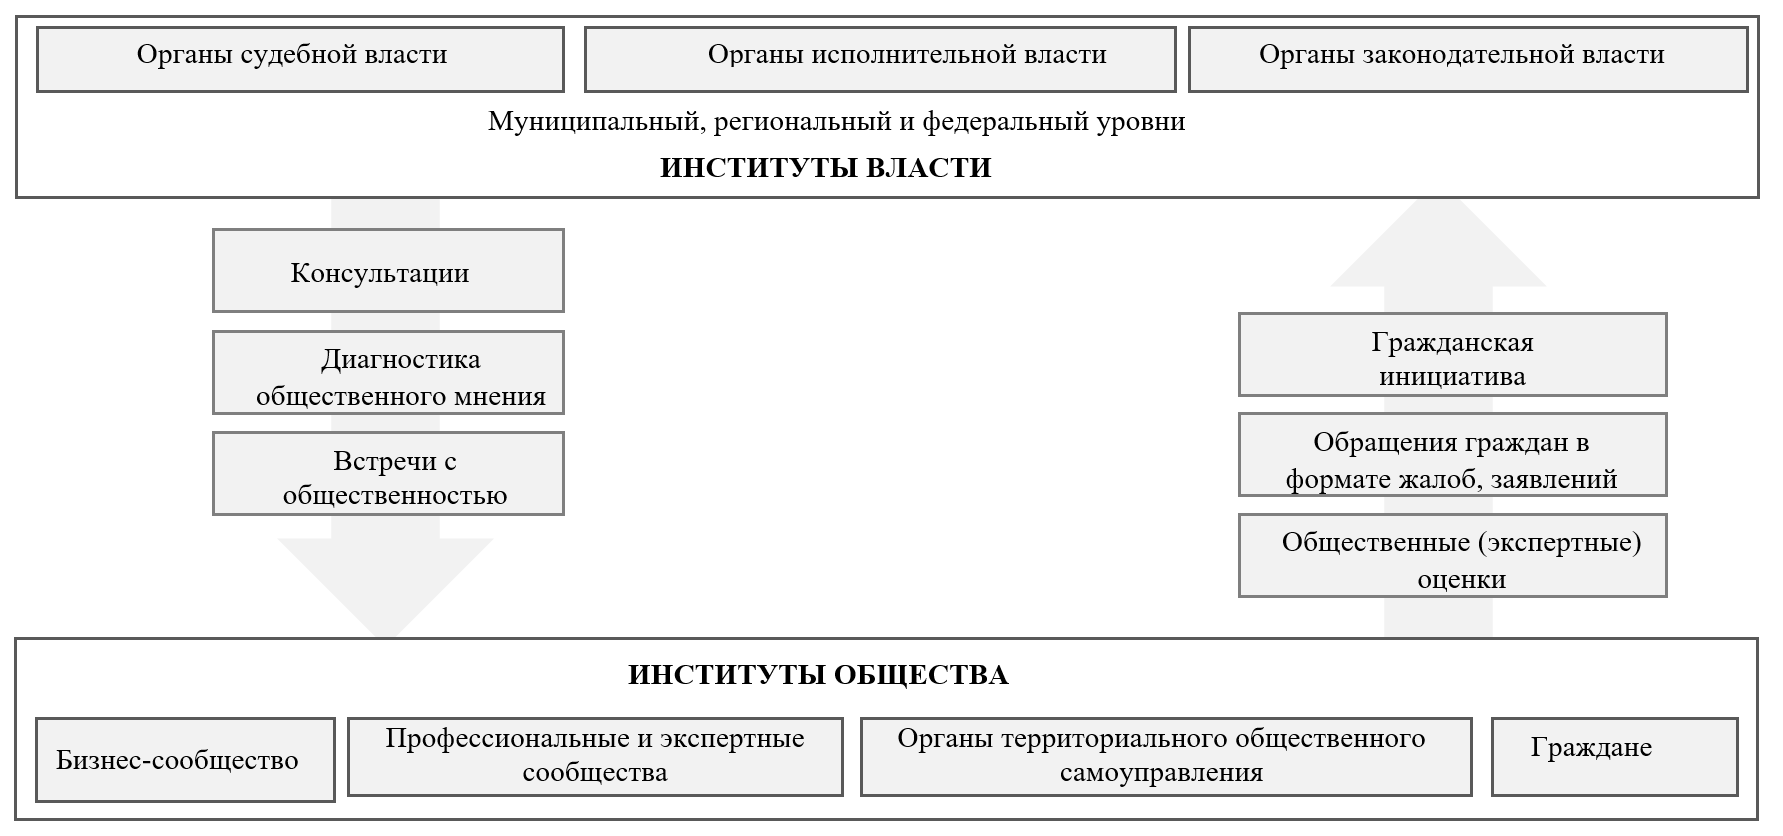 Органы судебной власти
Органы исполнительной власти
Органы законодательной власти
Муниципальный, региональный и федеральный уровни
ИНСТИТУТЫ ВЛАСТИ
Консультации
Диагностика
общественного мнения
Встречи с
общественностью
Гражданская
инициатива
Обращения граждан в
формате жалоб, заявлений
Общественные (экспертные)
оценки
ИНСТИТУТЫ ОБЩЕСТВА
Бизнес-сообщество
Профессиональные и экспертные
сообщества
Органы территориального общественного
самоуправления
Граждане